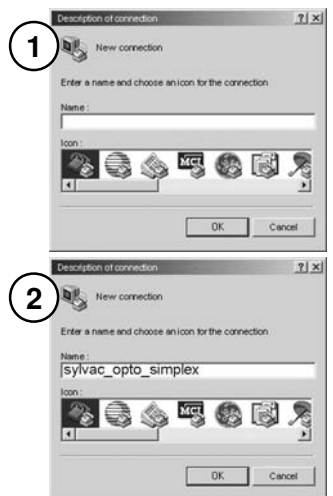 1
Description of connection
New connection
Enter a name and choose an icon for the connection
Name :
Icon :
MCI
OK Cancel
2
Description of connection
New connection
Enter a name and choose an icon for the connection
Name :
sylvac_opto_simplex
Icon :
MCI
OK Cancel